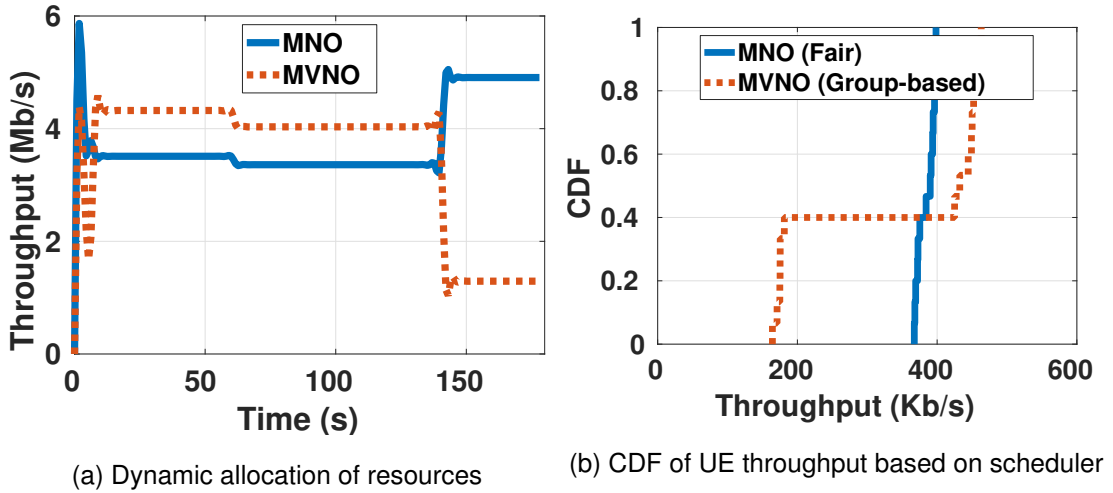 6
4
2
0
Throughput (Mb/s)
MNO
MVNO
0
50
100
150
Time (s)
(a) Dynamic allocation of resources
1
0.8
0.6
0.4
0.2
0
CDF
MNO (Fair)
MVNO (Group-based)
0
200
400
600
Throughput (Kb/s)
(b) CDF of UE throughput based on scheduler